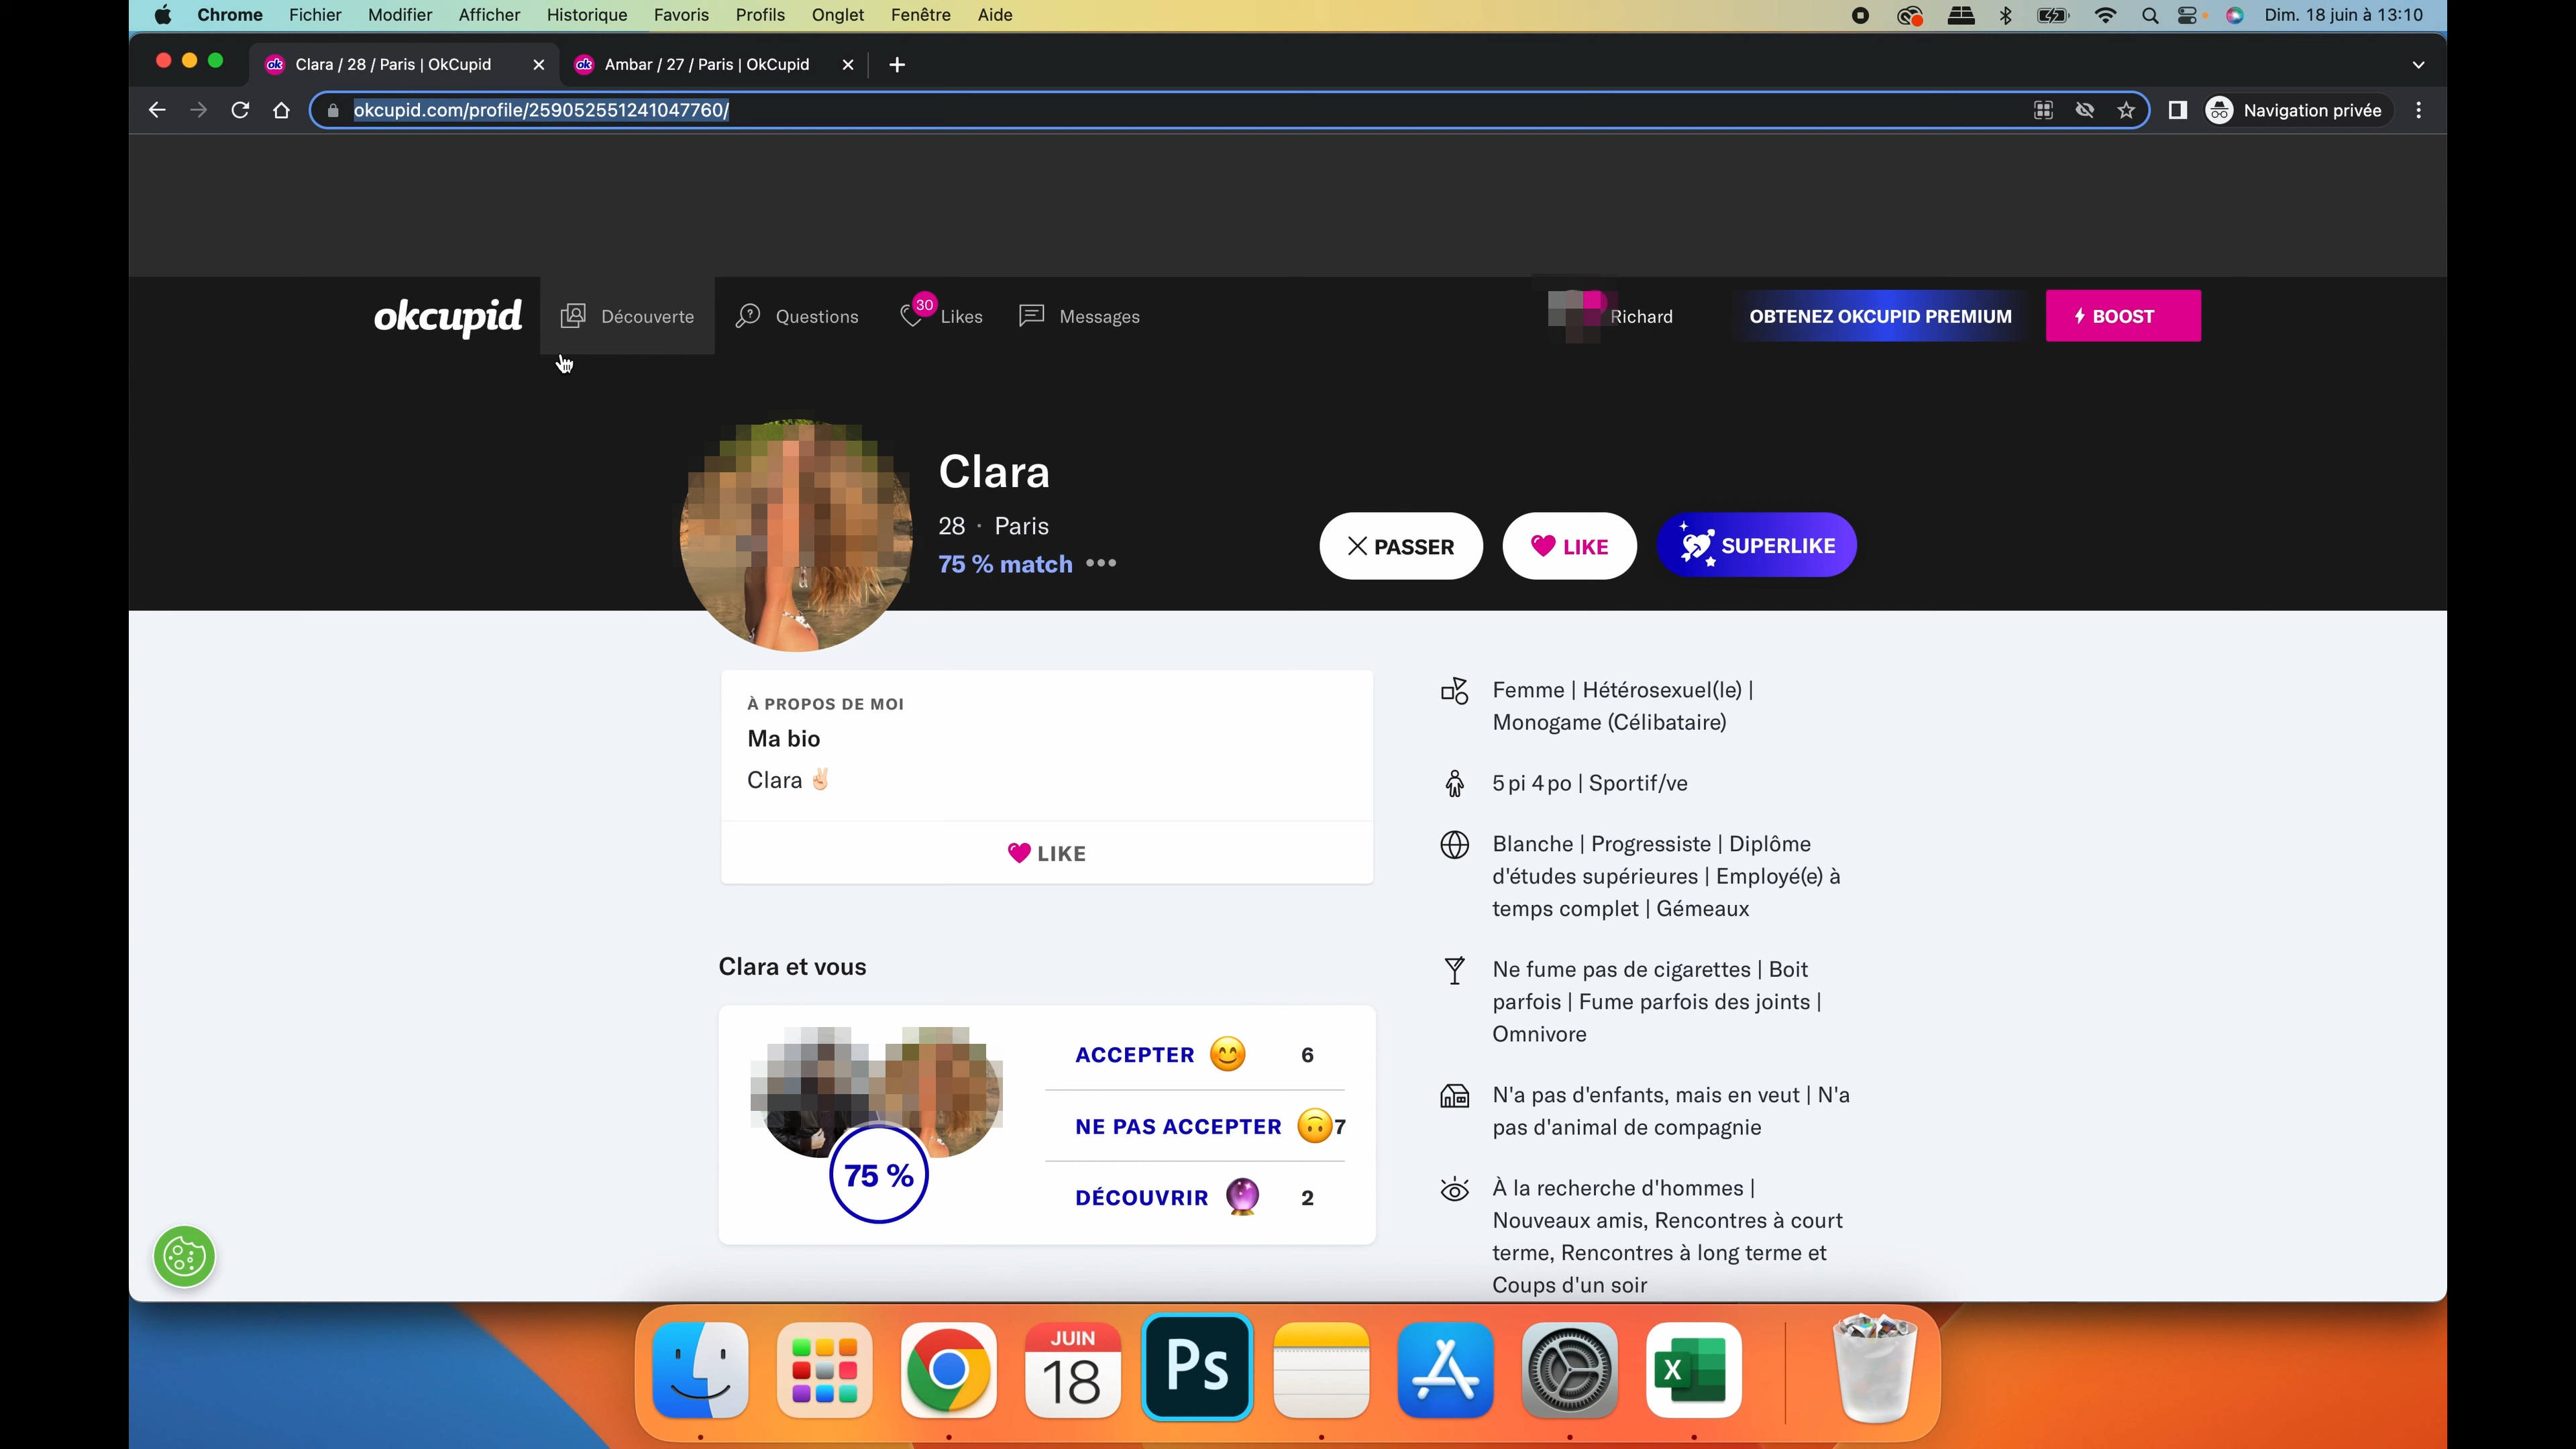 Chrome Fichier Modifier Afficher Historique Favoris Profils Onglet Fenêtre Aide Dim. 18 juin à 13:10
Clara / 28 / Paris | OkCupid Ambar / 27 / Paris | OkCupid
okcupid.com/profile/259052551241047760/ Navigation privée
okcupid Découverte Questions 30 Likes Messages Richard OBTENEZ OKCUPID PREMIUM BOOST
Clara
28 · Paris
75 % match
PASSER LIKE SUPERLIKE
À PROPOS DE MOI
Ma bio
Clara ✌🏻
LIKE
Clara et vous
75 %
ACCEPTER 😊 6
NE PAS ACCEPTER 🙃 7
DÉCOUVRIR 🔮 2
Femme | Hétérosexuel(le) |
Monogame (Célibataire)
5 pi 4 po | Sportif/ve
Blanche | Progressiste | Diplôme
d'études supérieures | Employé(e) à
temps complet | Gémeaux
Ne fume pas de cigarettes | Boit
parfois | Fume parfois des joints |
Omnivore
N'a pas d'enfants, mais en veut | N'a
pas d'animal de compagnie
À la recherche d'hommes |
Nouveaux amis, Rencontres à court
terme, Rencontres à long terme et
Coups d'un soir
JUIN
18
Ps
X